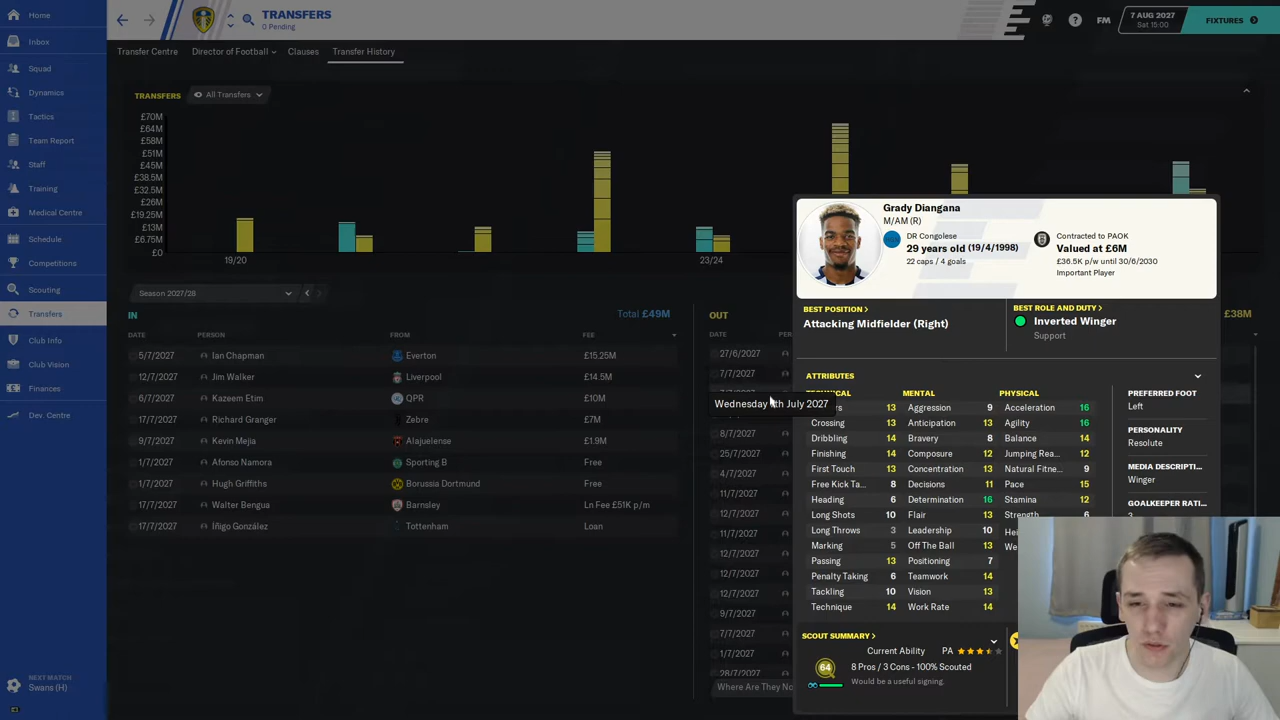 Home
TRANSFERS
0 Pending
?
FM
7 AUG 2027
Sat 15:00
FIXTURES
Inbox
Transfer Centre
Director of Football
Clauses
Transfer History
Squad
Dynamics
Tactics
Team Report
Staff
Training
Medical Centre
Schedule
Competitions
Scouting
Transfers
Club Info
Club Vision
Finances
Dev. Centre
NEXT MATCH
Swans (H)
TRANSFERS
All Transfers
£70M
£64M
£58M
£51M
£45M
£38.5M
£32.5M
£26M
£19.25M
£13M
£6.75M
£0
19/20
23/24
Season 2027/28
IN
Total £49M
DATE PERSON FROM FEE
5/7/2027 Ian Chapman Everton £15.25M
12/7/2027 Jim Walker Liverpool £14.5M
6/7/2027 Kazeem Etim QPR £10M
17/7/2027 Richard Granger Zebre £7M
9/7/2027 Kevin Mejia Alajuelense £1.9M
1/7/2027 Afonso Namora Sporting B Free
1/7/2027 Hugh Griffiths Borussia Dortmund Free
17/7/2027 Walter Bengua Barnsley Ln Fee £51K p/m
17/7/2027 Iñigo González Tottenham Loan
OUT
£38M
DATE
27/6/2027
7/7/2027
Wednesday July 2027
8/7/2027
25/7/2027
4/7/2027
11/7/2027
12/7/2027
11/7/2027
12/7/2027
12/7/2027
12/7/2027
9/7/2027
7/7/2027
1/7/2027
28/7/2027
Where Are They No
Grady Diangana
M/AM (R)
DR Congolese
29 years old (19/4/1998)
22 caps / 4 goals
Contracted to PAOK
Valued at £6M
£36.5K p/w until 30/6/2030
Important Player
BEST POSITION
Attacking Midfielder (Right)
BEST ROLE AND DUTY
Inverted Winger
Support
ATTRIBUTES
MENTAL
PHYSICAL
13 Aggression 9 Acceleration 16
Crossing 13 Anticipation 13 Agility 16
Dribbling 14 Bravery 8 Balance 14
Finishing 14 Composure 12 Jumping Rea... 12
First Touch 13 Concentration 13 Natural Fitne... 9
Free Kick Ta... 8 Decisions 11 Pace 15
Heading 6 Determination 16 Stamina 12
Long Shots 10 Flair 13 Strength 6
Long Throws 3 Leadership 10
Marking 5 Off The Ball 13
Passing 13 Positioning 7
Penalty Taking 6 Teamwork 14
Tackling 10 Vision 13
Technique 14 Work Rate 14
PREFERRED FOOT
Left
PERSONALITY
Resolute
MEDIA DESCRIPTI...
Winger
GOALKEEPER RATI...
SCOUT SUMMARY
Current Ability PA
64
8 Pros / 3 Cons - 100% Scouted
Would be a useful signing.